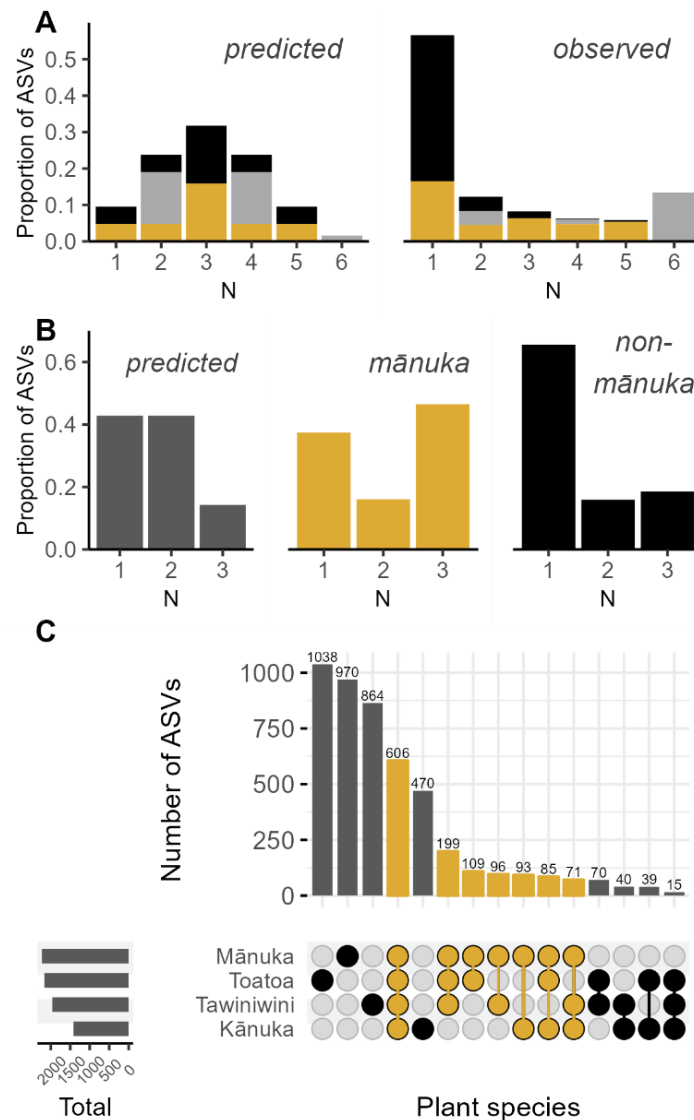 A
predicted
observed
Proportion of ASVs
0.5
0.4
0.3
0.2
0.1
0.0
1 2 3 4 5 6
1 2 3 4 5 6
N
N
B
predicted
mānuka
non-
mānuka
Proportion of ASVs
0.6
0.4
0.2
0.0
1 2 3
1 2 3
1 2 3
N
N
N
C
Number of ASVs
1000
750
500
250
0
1038
970
864
606
470
199
109
96
93
85
71
70
40
39
15
Mānuka
Toatoa
Tawiniwini
Kānuka
2000
1500
1000
500
0
Total
Plant species